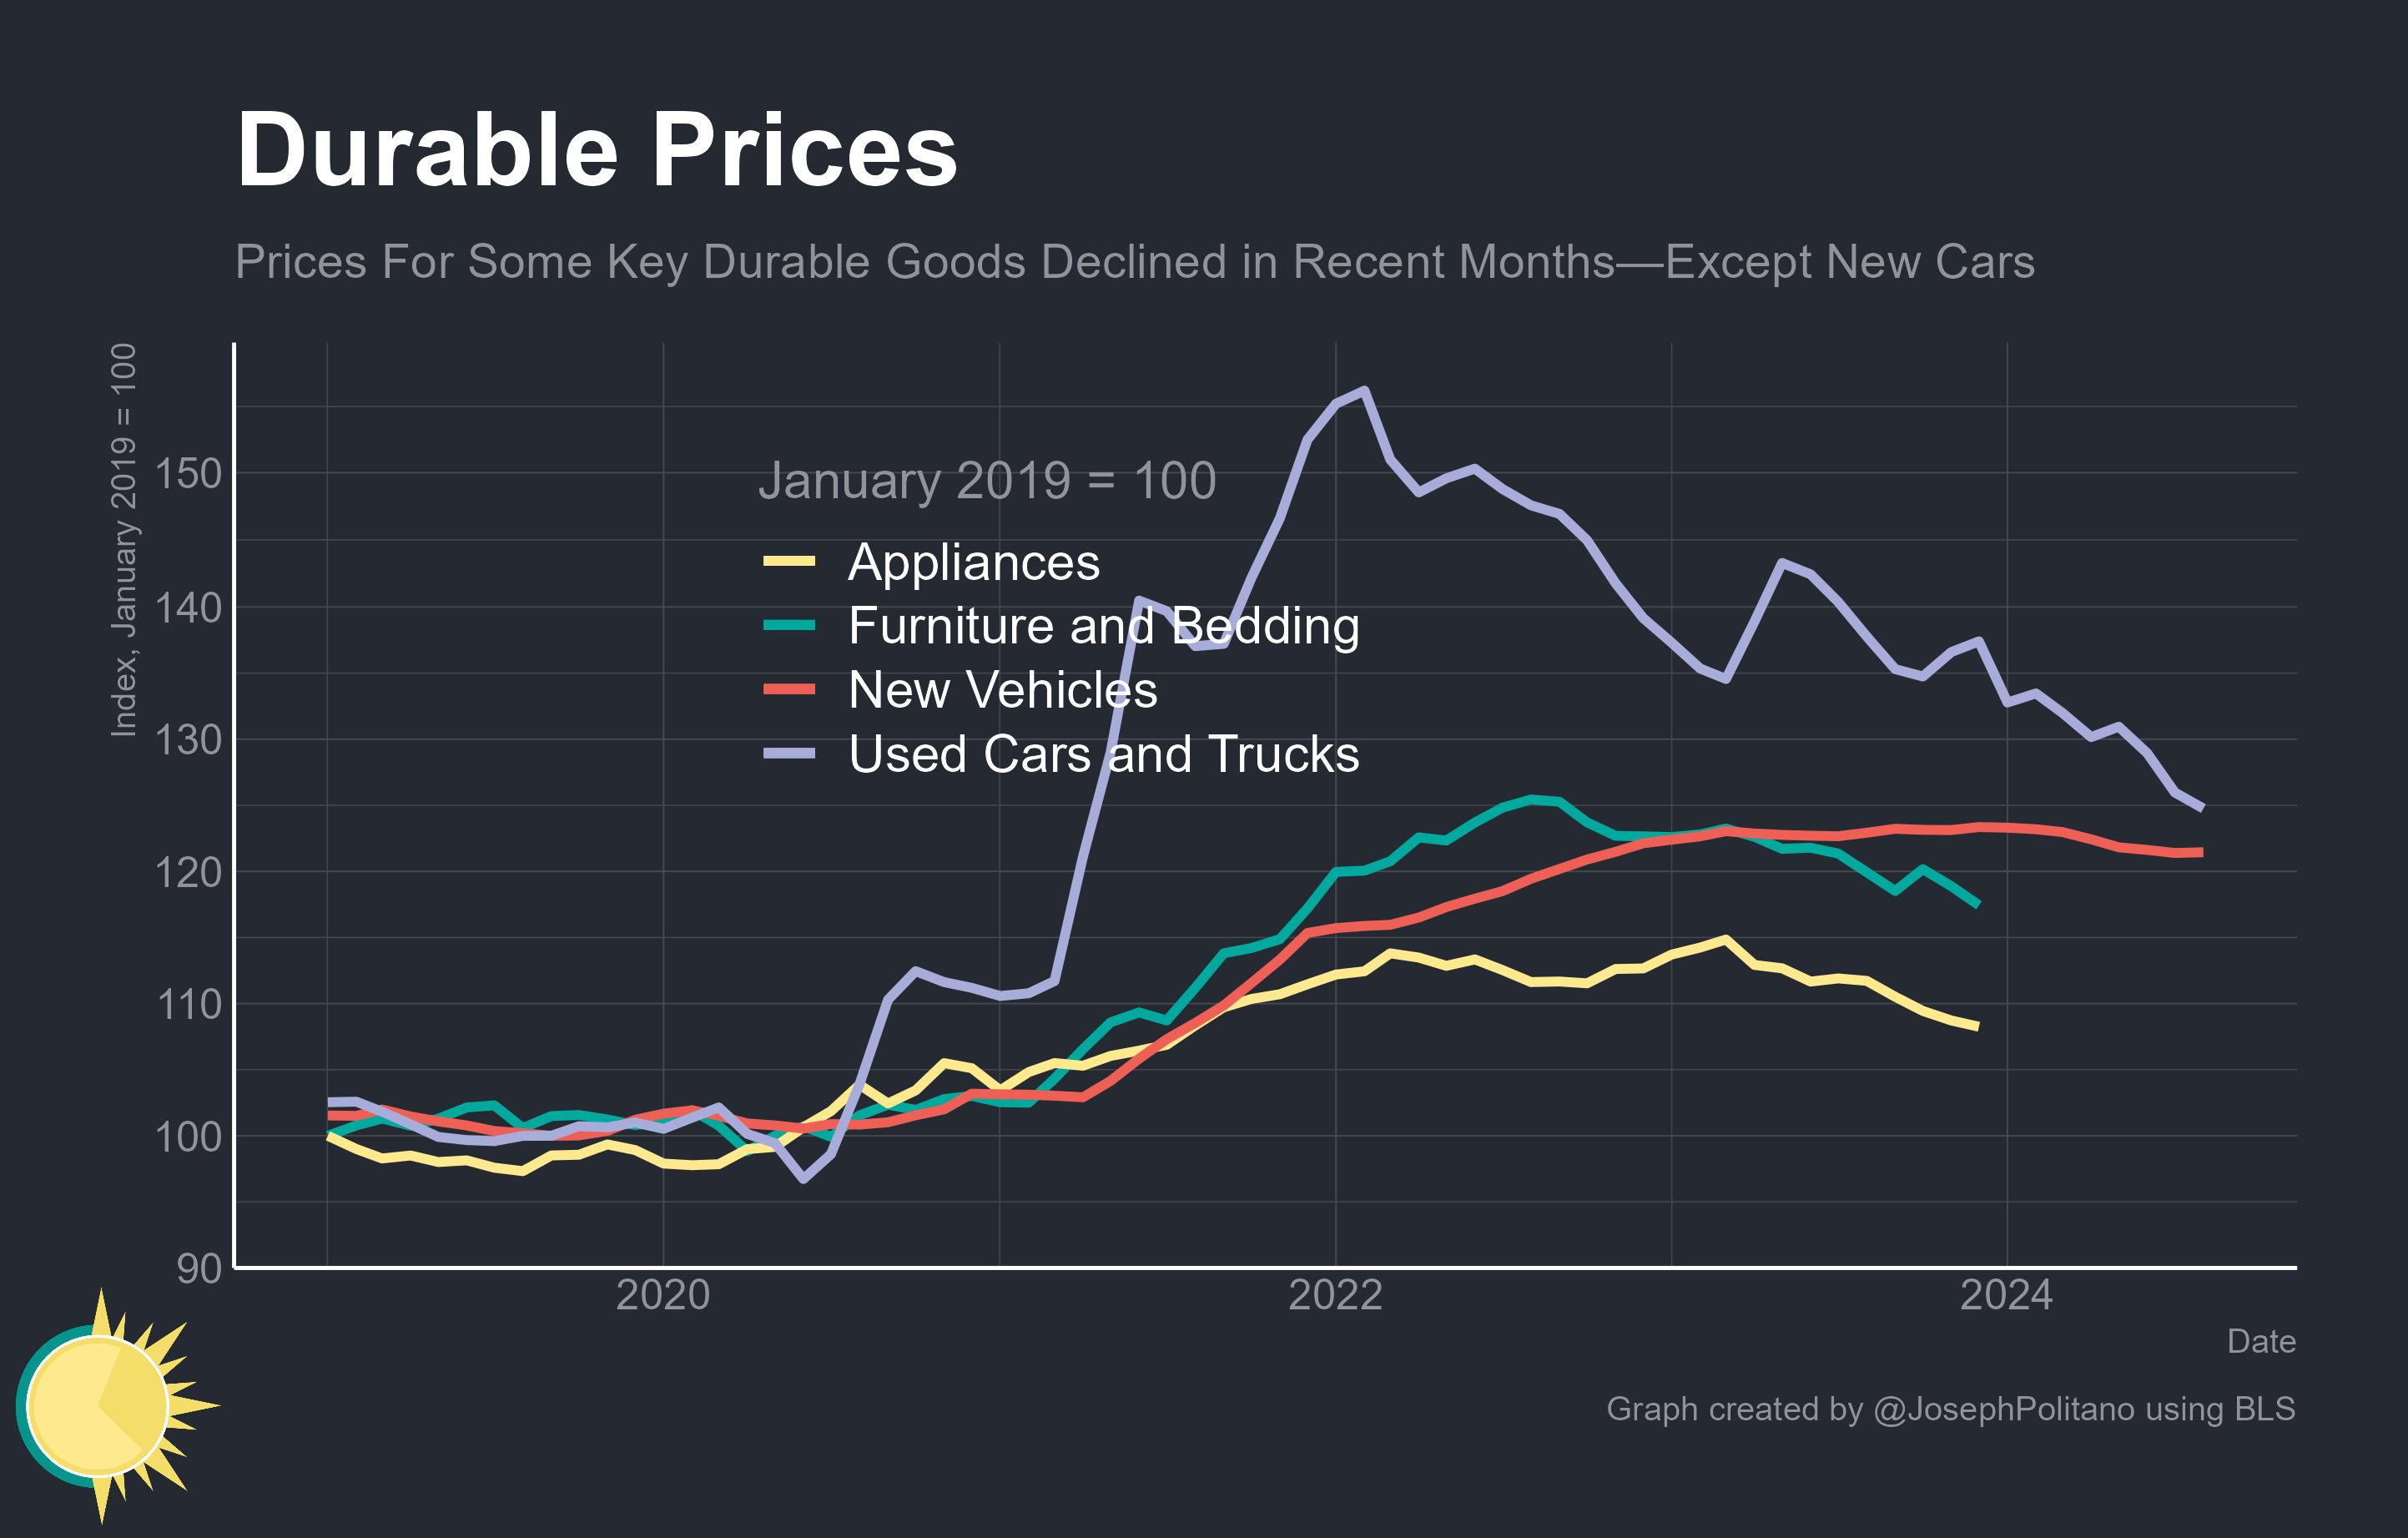 Durable Prices
Prices For Some Key Durable Goods Declined in Recent Months—Except New Cars
Index, January 2019 = 100
150
140
130
120
110
100
90
January 2019 = 100
Appliances
Furniture and Bedding
New Vehicles
Used Cars and Trucks
2020
2022
2024
Date
Graph created by @JosephPolitano using BLS